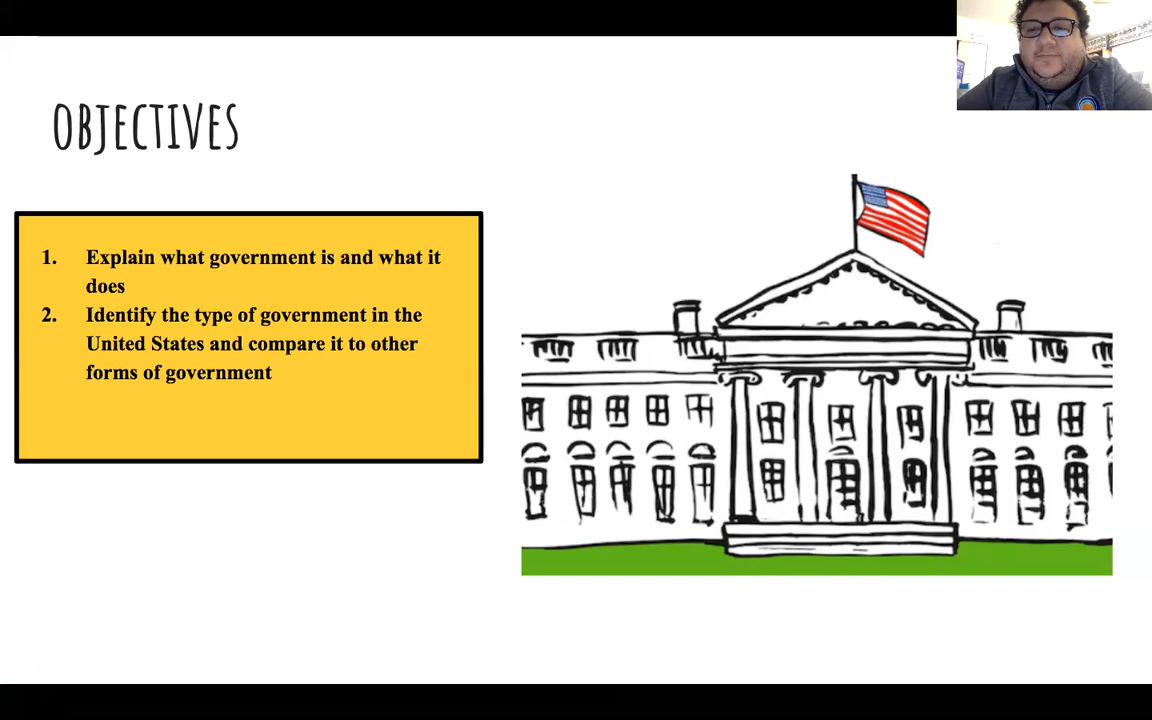 OBJECTIVES
1. Explain what government is and what it
does
2. Identify the type of government in the
United States and compare it to other
forms of government